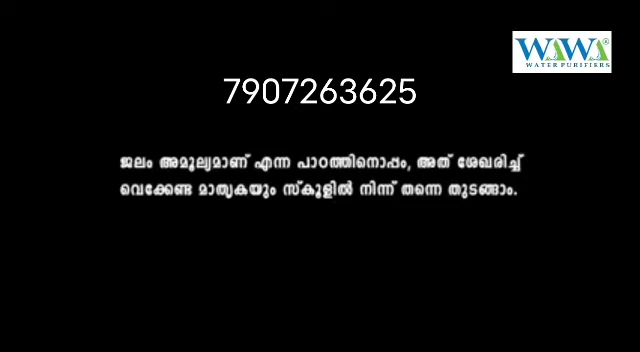 WAWA®
WATER PURIFIERS
7907263625
ജലം അമൂല്യമാണ് എന്ന പാഠത്തിനൊപ്പം, അത് ശേഖരിച്ച്
വെക്കേണ്ട മാതൃകയും സ്കൂളിൽ നിന്ന് തന്നെ തുടങ്ങാം.